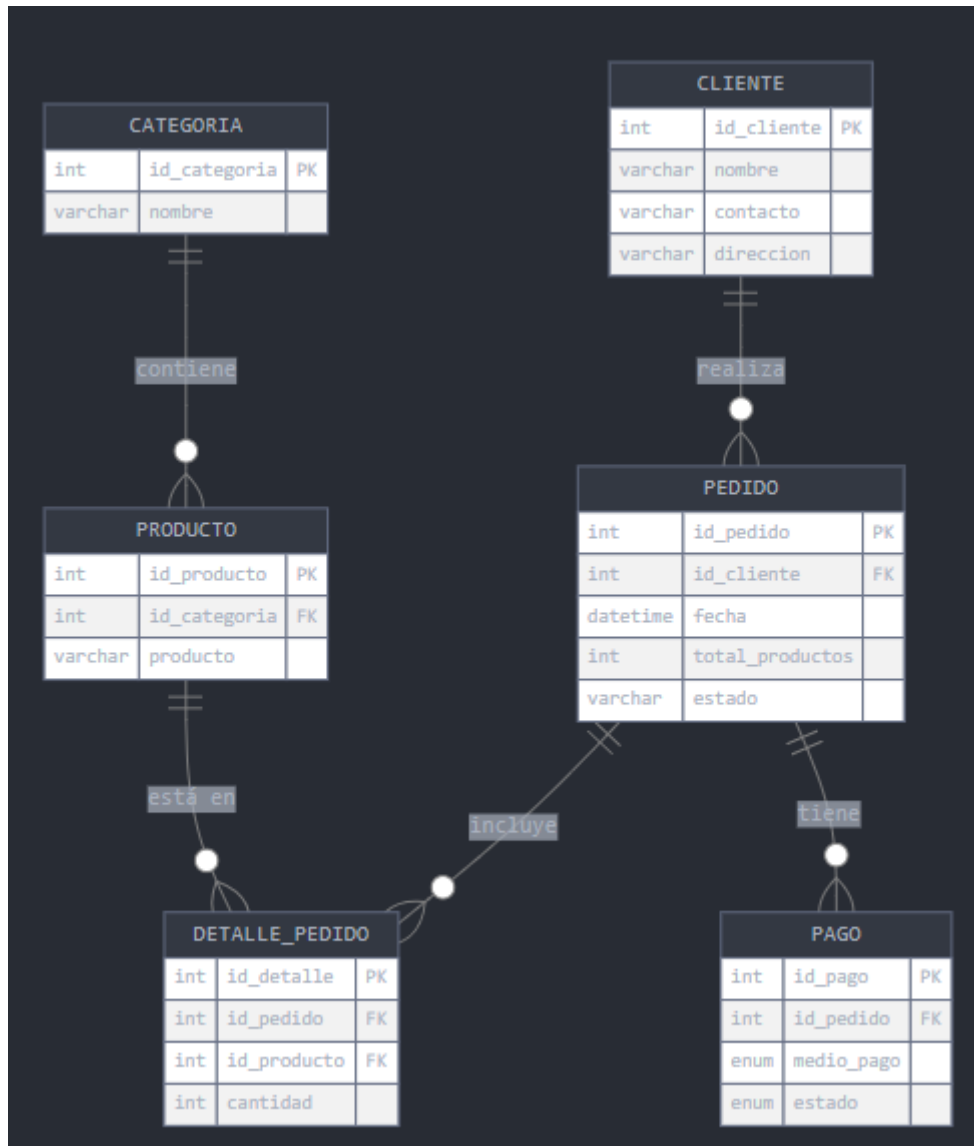 CATEGORIA
int id_categoria PK
varchar nombre
contiene
PRODUCTO
int id_producto PK
int id_categoria FK
varchar producto
está en
CLIENTE
int id_cliente PK
varchar nombre
varchar contacto
varchar direccion
realiza
PEDIDO
int id_pedido PK
int id_cliente FK
datetime fecha
int total_productos
varchar estado
incluye
tiene
DETALLE_PEDIDO
int id_detalle PK
int id_pedido FK
int id_producto FK
int cantidad
PAGO
int id_pago PK
int id_pedido FK
enum medio_pago
enum estado